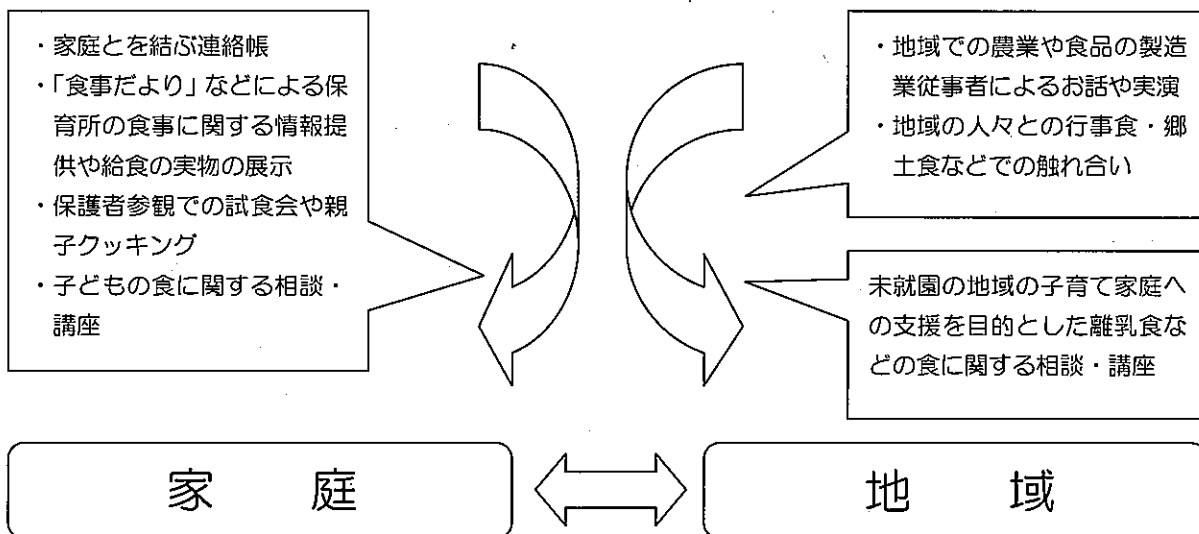 ・家庭とを結ぶ連絡帳
・「食事だより」などによる保
育所の食事に関する情報提
供や給食の実物の展示
・保護者参観での試食会や親
子クッキング
・子どもの食に関する相談・
講座
・地域での農業や食品の製造
業従事者によるお話や実演
・地域の人々との行事食・郷
土食などでの触れ合い
未就園の地域の子育て家庭へ
の支援を目的とした離乳食な
どの食に関する相談・講座
家 庭
地 域